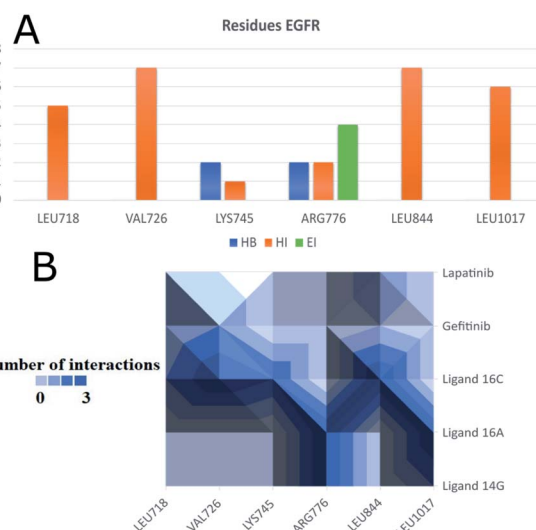 A
Residues EGFR
LEU718 VAL726 LYS745 ARG776 LEU844 LEU1017
HB HI EI
B
Lapatinib
Gefitinib
umber of interactions
0 3
Ligand 16C
Ligand 16A
Ligand 14G
LEU718 VAL726 LYS745 ARG776 LEU844 EU1017